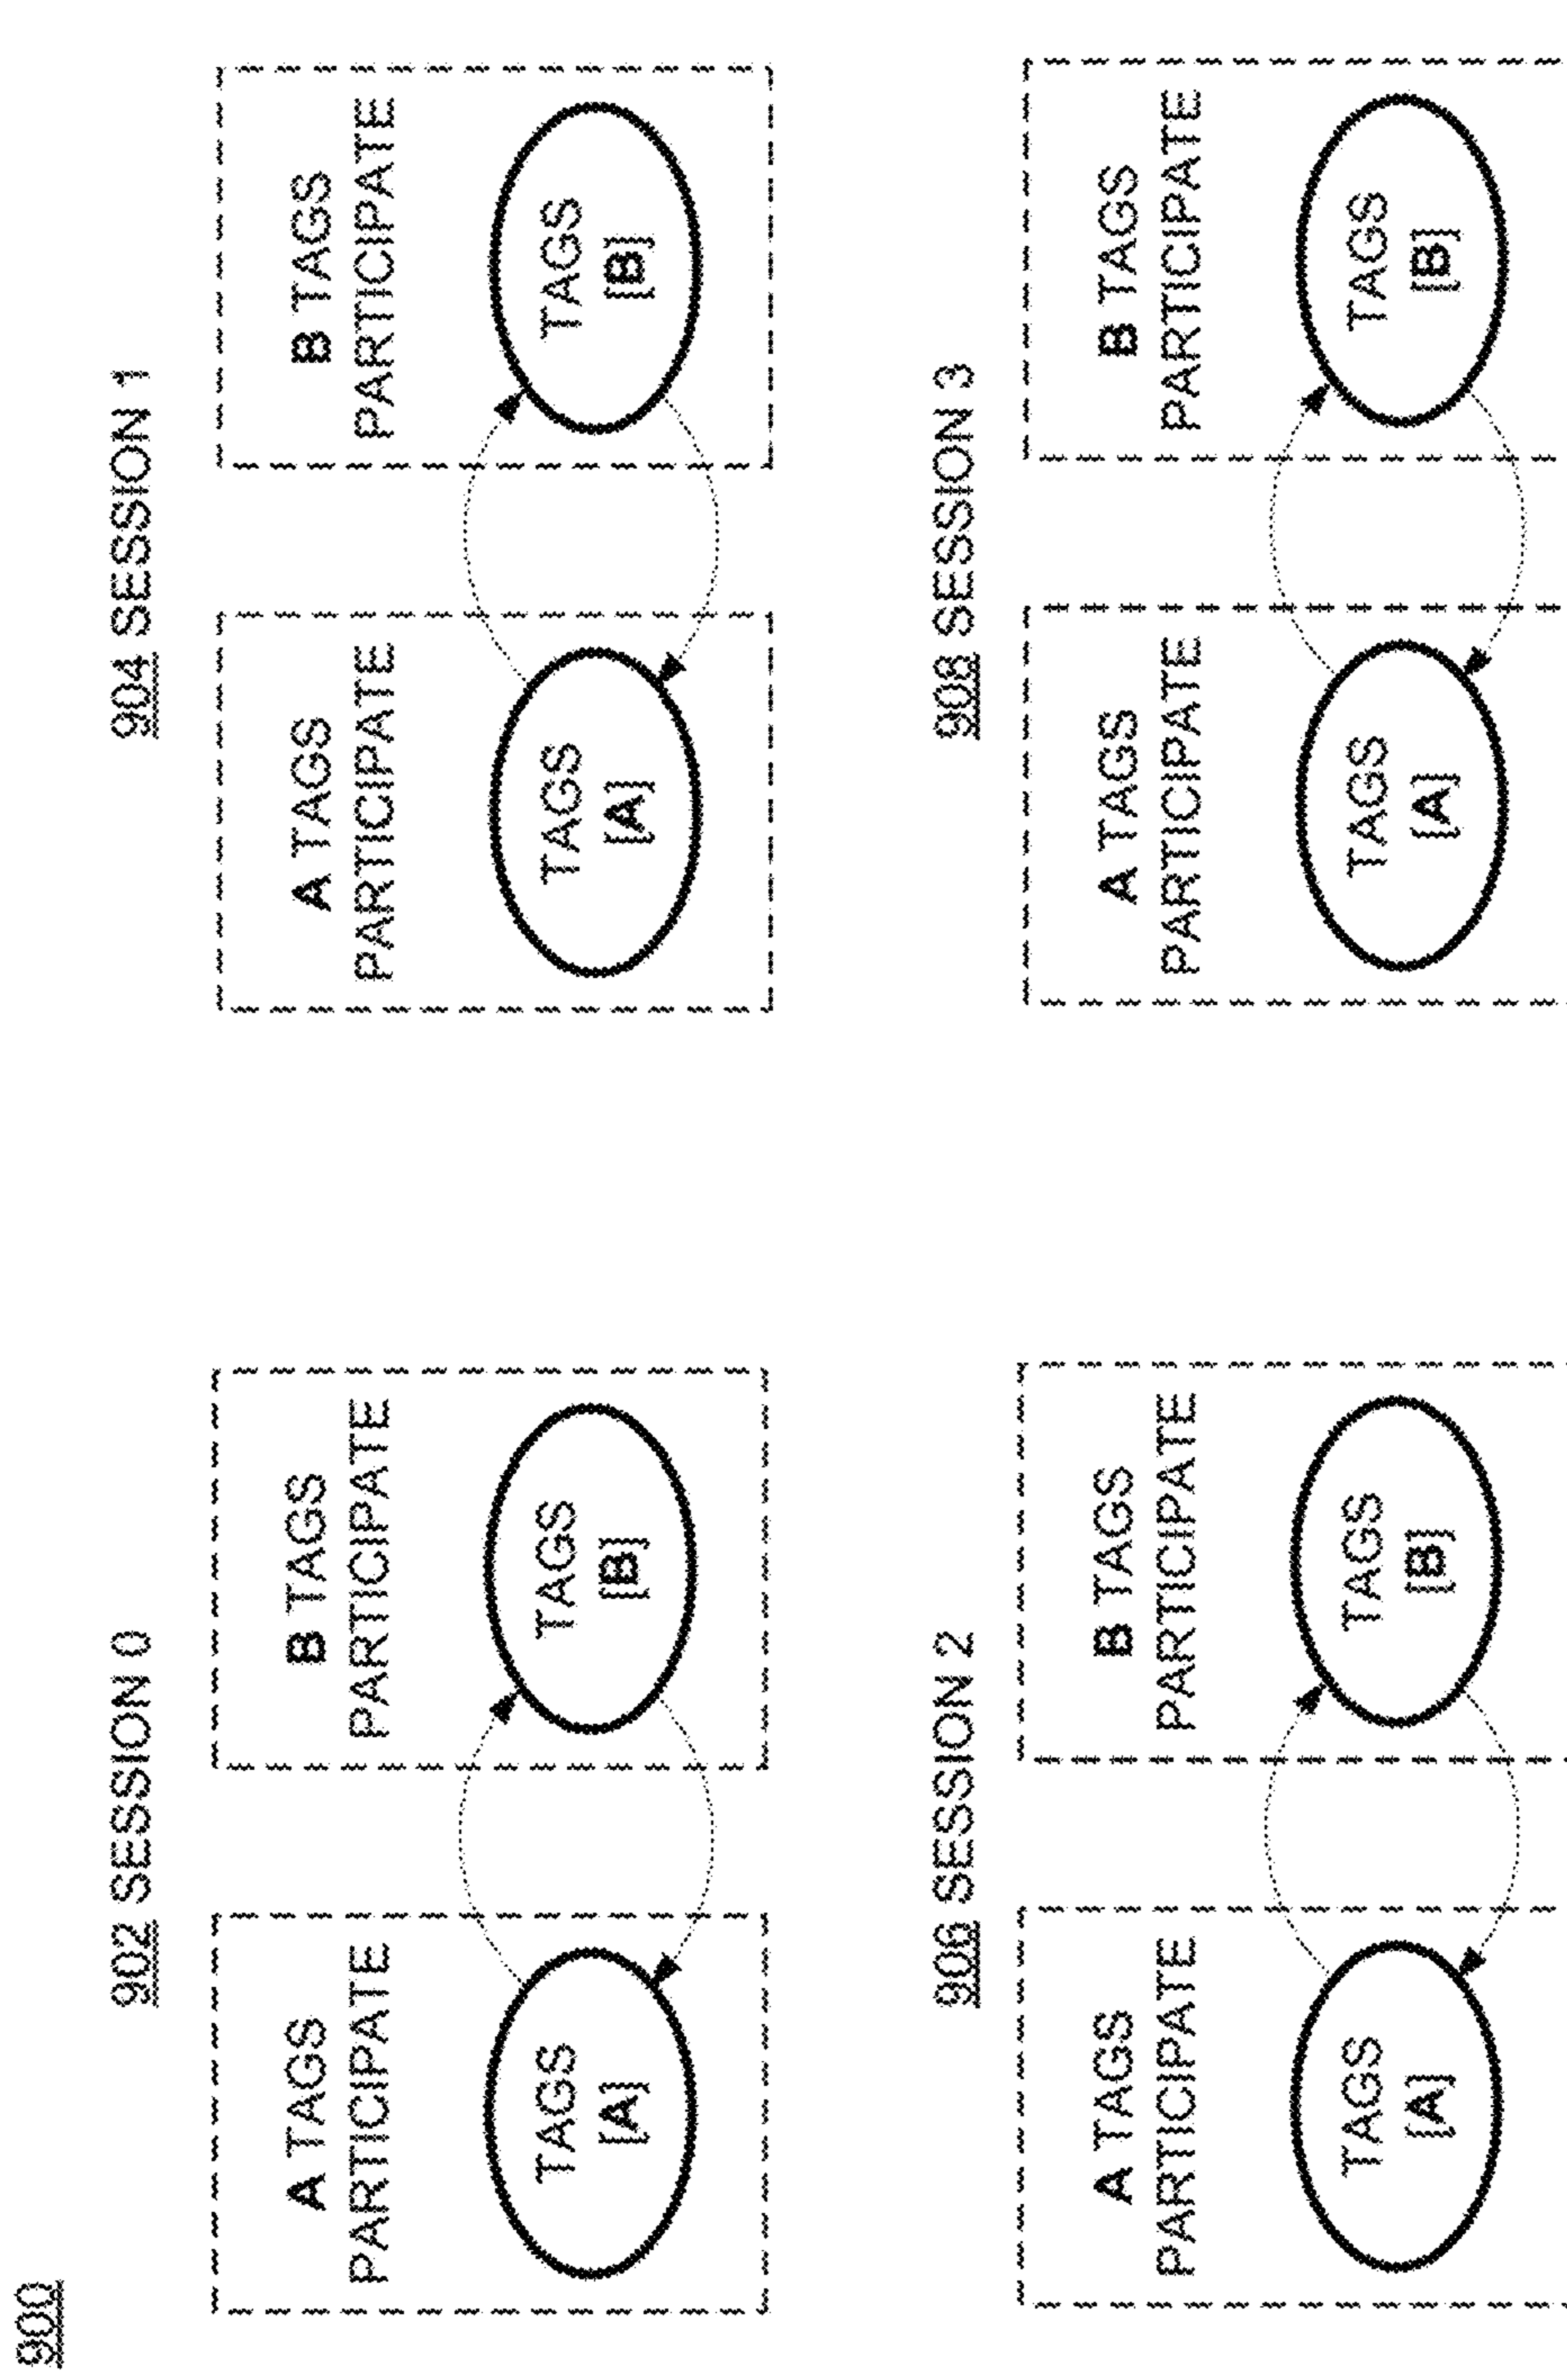 900
902 SESSION 0
A TAGS
PARTICIPATE
TAGS
[A]
B TAGS
PARTICIPATE
TAGS
[B]
904 SESSION 1
A TAGS
PARTICIPATE
TAGS
[A]
B TAGS
PARTICIPATE
TAGS
[B]
906 SESSION 2
A TAGS
PARTICIPATE
TAGS
[A]
B TAGS
PARTICIPATE
TAGS
[B]
908 SESSION 3
A TAGS
PARTICIPATE
TAGS
[A]
B TAGS
PARTICIPATE
TAGS
[B]